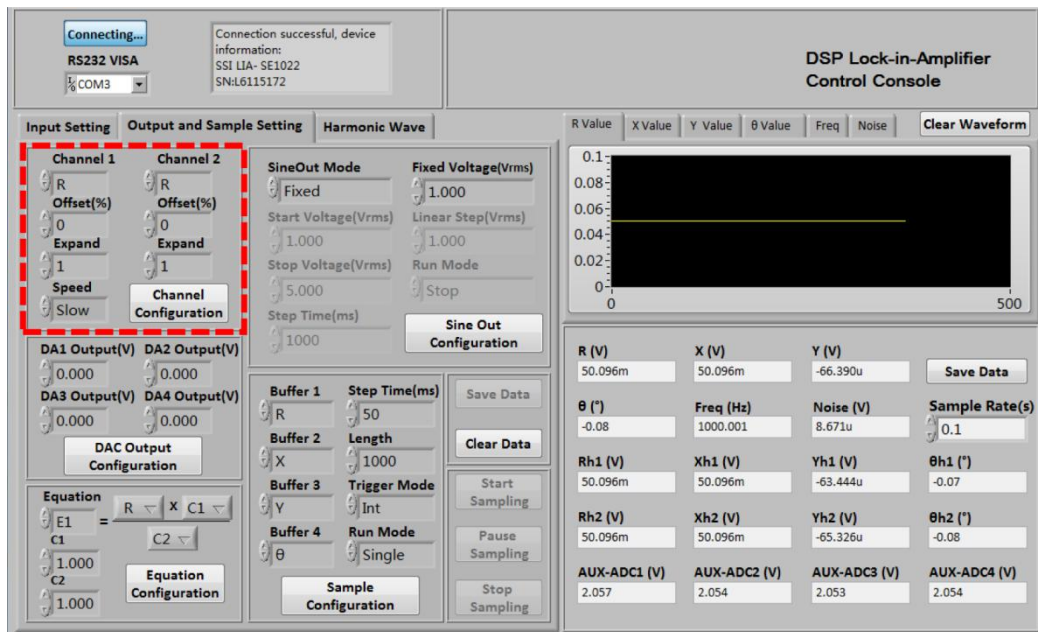 Connecting...
RS232 VISA
COM3
Connection successful, device
information:
SSI LIA- SE1022
SN:L6115172
DSP Lock-in-Amplifier
Control Console
Input Setting
Output and Sample Setting
Harmonic Wave
Channel 1 Channel 2
R R
Offset(%) Offset(%)
0 0
Expand Expand
1 1
Speed
Slow
Channel
Configuration
DA1 Output(V) DA2 Output(V)
0.000 0.000
DA3 Output(V) DA4 Output(V)
0.000 0.000
DAC Output
Configuration
Equation
E1 = R x C1
C2
C1
1.000
C2
1.000
Equation
Configuration
SineOut Mode Fixed Voltage(Vrms)
Fixed 1.000
Start Voltage(Vrms) Linear Step(Vrms)
1.000 1.000
Stop Voltage(Vrms) Run Mode
5.000 Stop
Step Time(ms)
1000
Sine Out
Configuration
Buffer 1 Step Time(ms)
R 50
Buffer 2 Length
X 1000
Buffer 3 Trigger Mode
Y Int
Buffer 4 Run Mode
θ Single
Sample
Configuration
Save Data
Clear Data
Start
Sampling
Pause
Sampling
Stop
Sampling
R Value X Value Y Value θ Value Freq Noise
Clear Waveform
0.1
0.08
0.06
0.04
0.02
0
0 500
R (V) X (V) Y (V)
50.096m 50.096m -66.390u
Save Data
θ (°) Freq (Hz) Noise (V) Sample Rate(s)
-0.08 1000.001 8.671u 0.1
Rh1 (V) Xh1 (V) Yh1 (V) θh1 (°)
50.096m 50.096m -63.444u -0.07
Rh2 (V) Xh2 (V) Yh2 (V) θh2 (°)
50.096m 50.096m -65.326u -0.08
AUX-ADC1 (V) AUX-ADC2 (V) AUX-ADC3 (V) AUX-ADC4 (V)
2.057 2.054 2.053 2.054